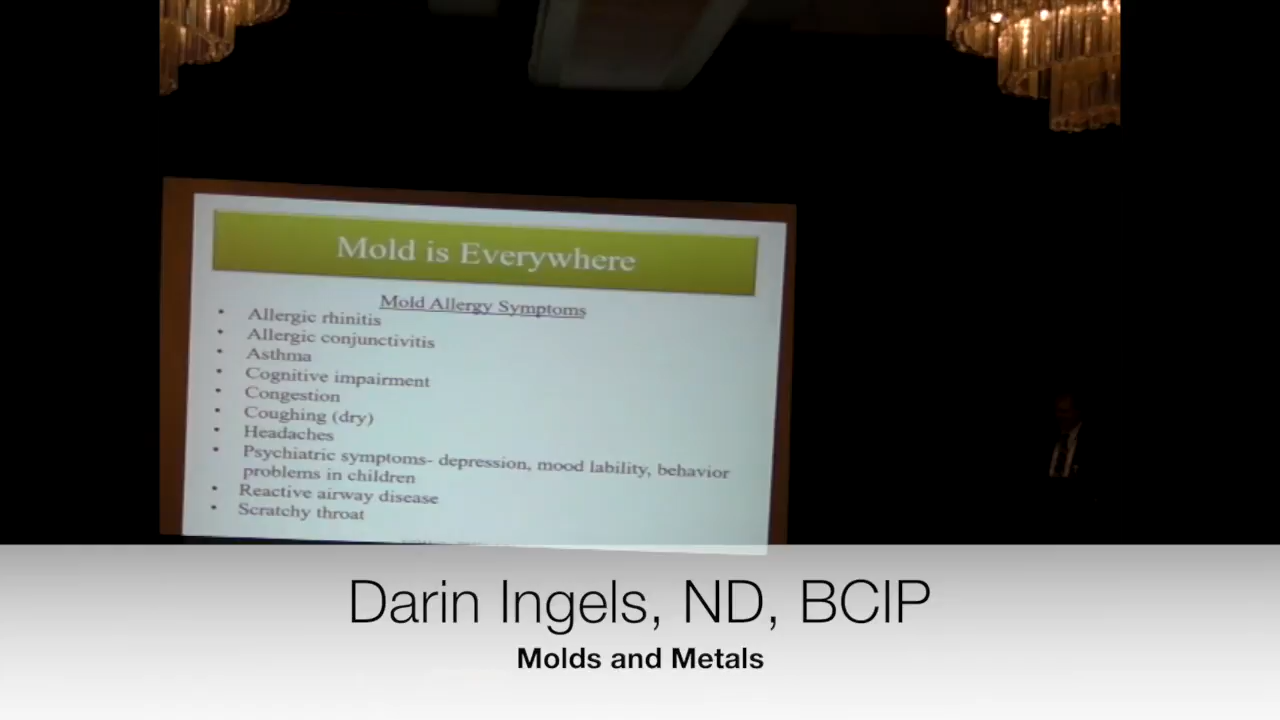 Mold is Everywhere
Mold Allergy Symptoms
• Allergic rhinitis
• Allergic conjunctivitis
• Asthma
• Cognitive impairment
• Congestion
• Coughing (dry)
• Headaches
• Psychiatric symptoms- depression, mood lability, behavior
problems in children
• Reactive airway disease
• Scratchy throat
Darin Ingels, ND, BCIP
Molds and Metals